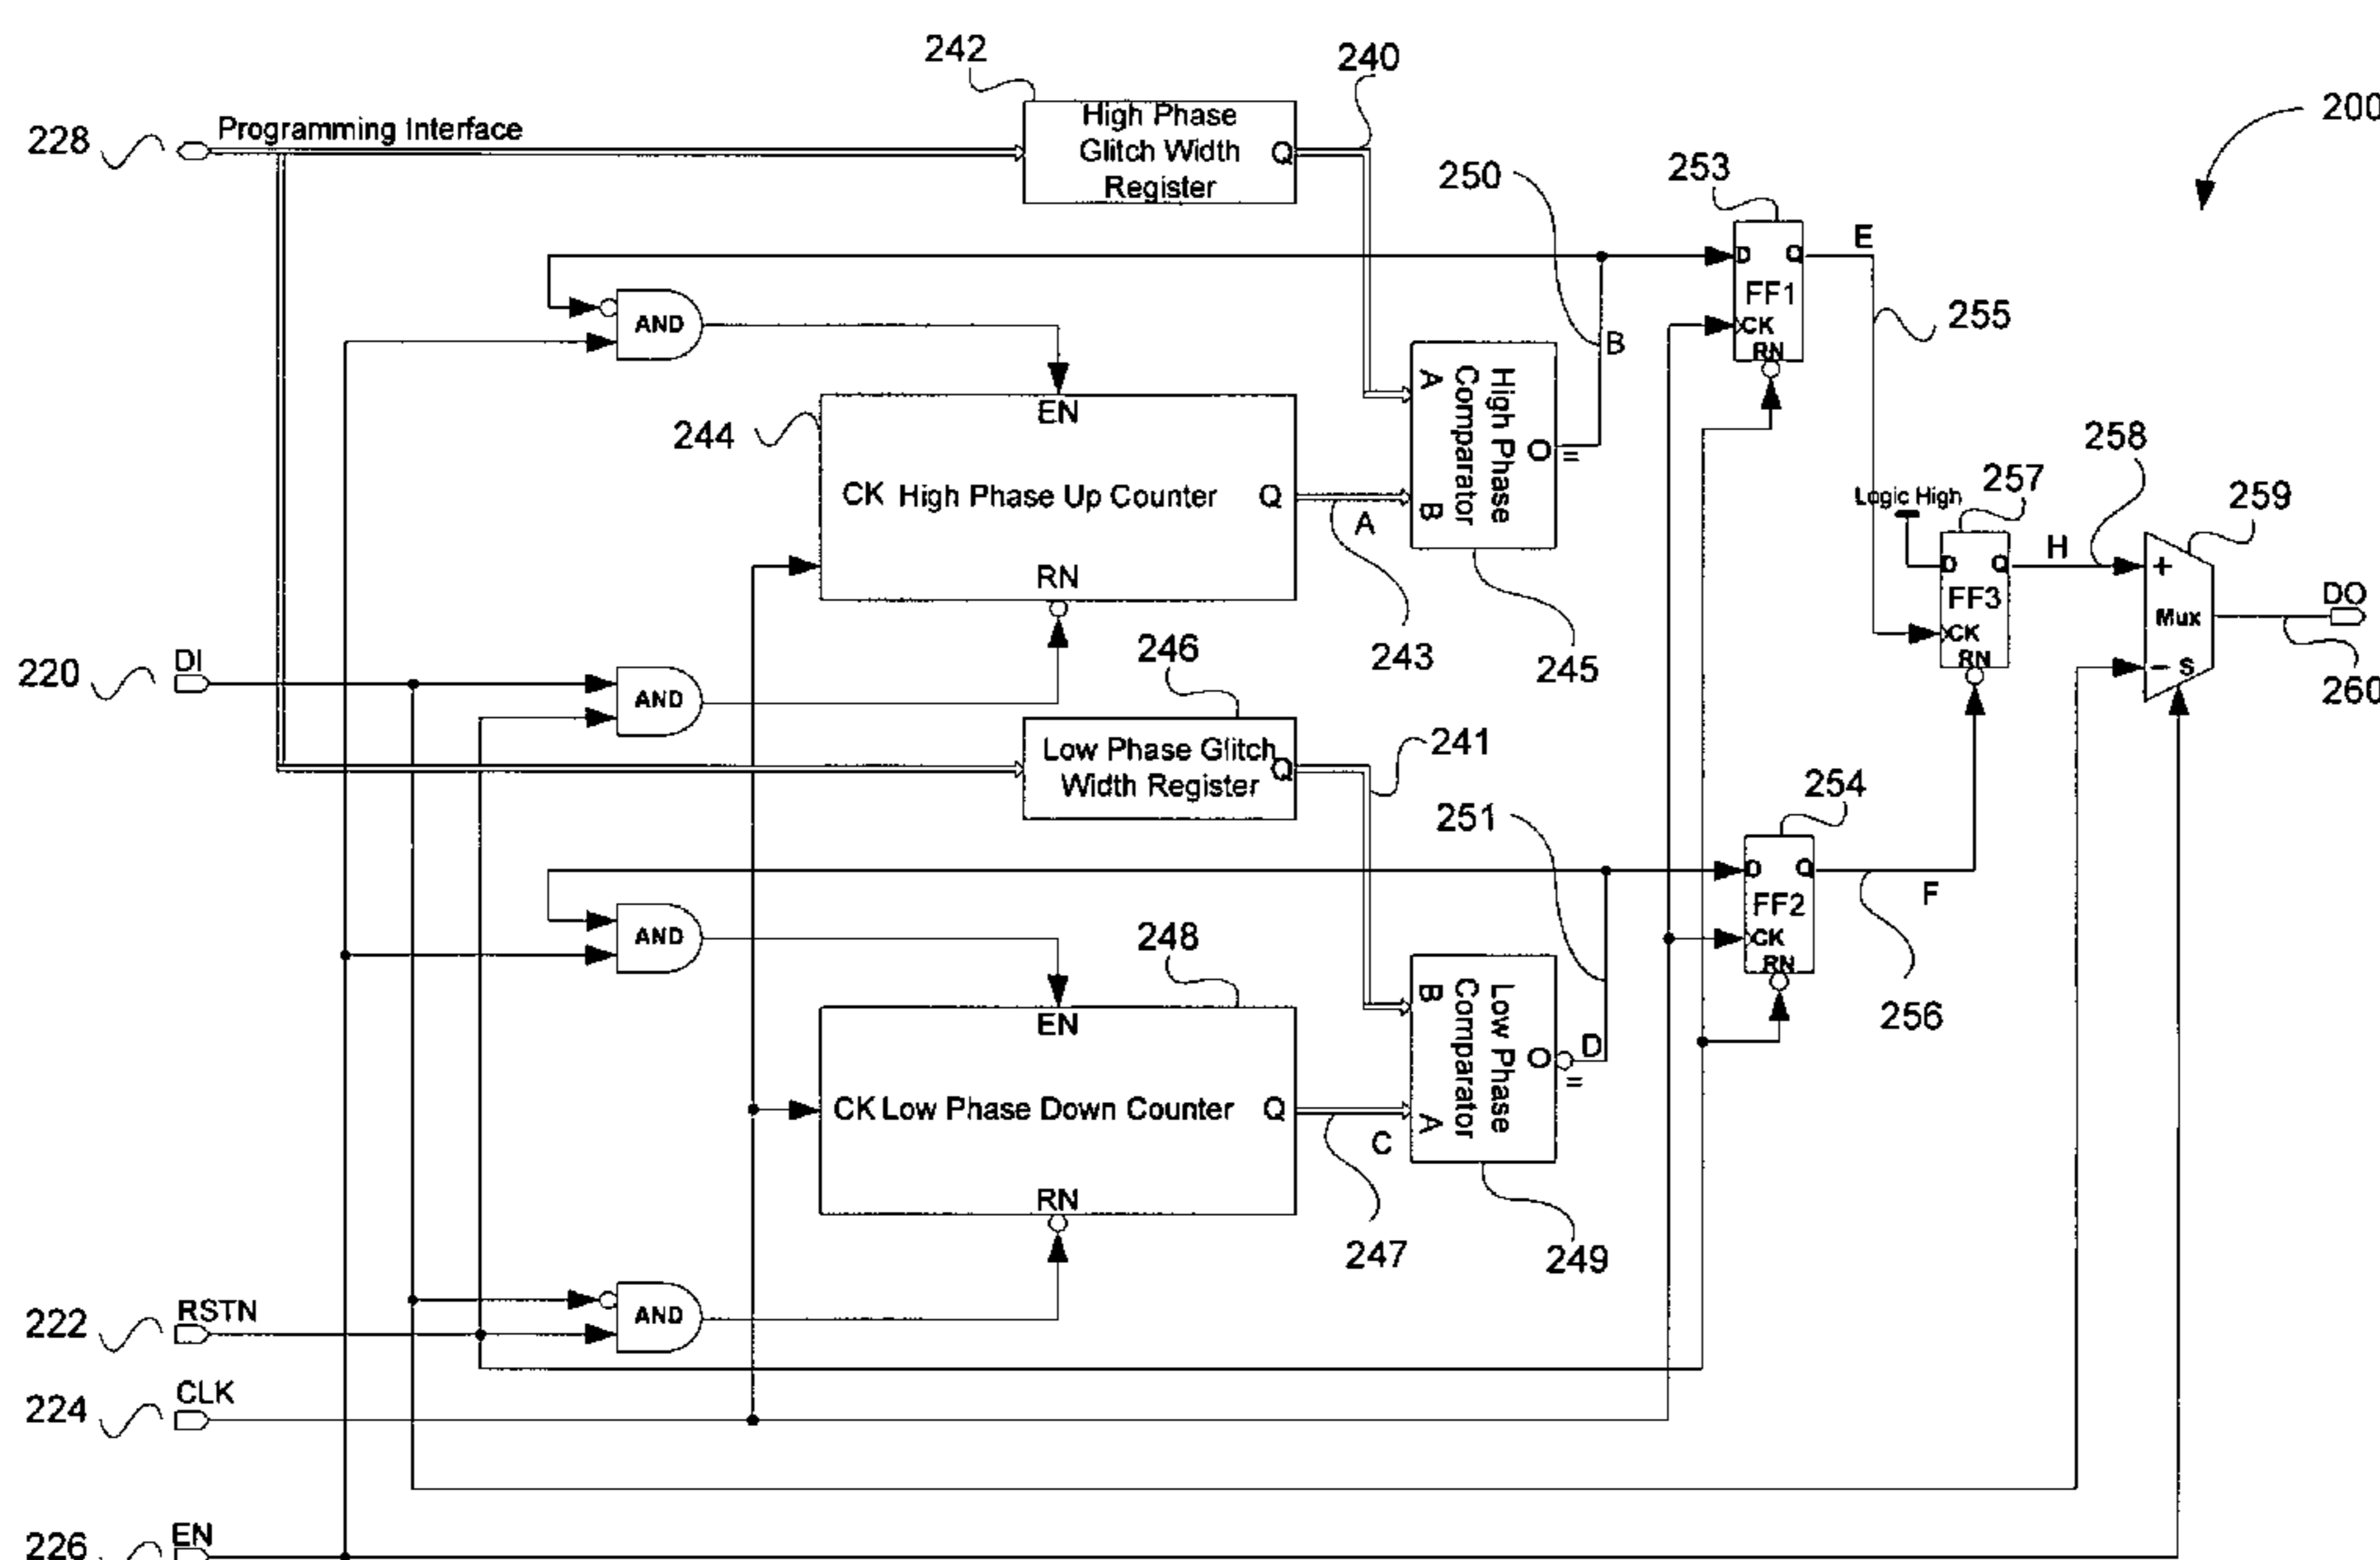 242
240
200
228
Programming Interface
High Phase
Glitch Width
Register
Q
250
253
E
D
Q
FF1
CK
RN
255
AND
B
244
EN
CK High Phase Up Counter
Q
RN
A
High Phase
Comparator
B
O
=
A
243
245
258
257
259
Logic High
D
Q
FF3
CK
RN
H
+
Mux
-
S
DO
260
220
DI
AND
246
Low Phase Glitch
Width Register
Q
241
251
254
D
Q
FF2
CK
RN
F
256
AND
248
EN
CK Low Phase Down Counter
Q
RN
B
Low Phase
Comparator
A
O
=
D
C
247
249
222
RSTN
AND
224
CLK
226
EN